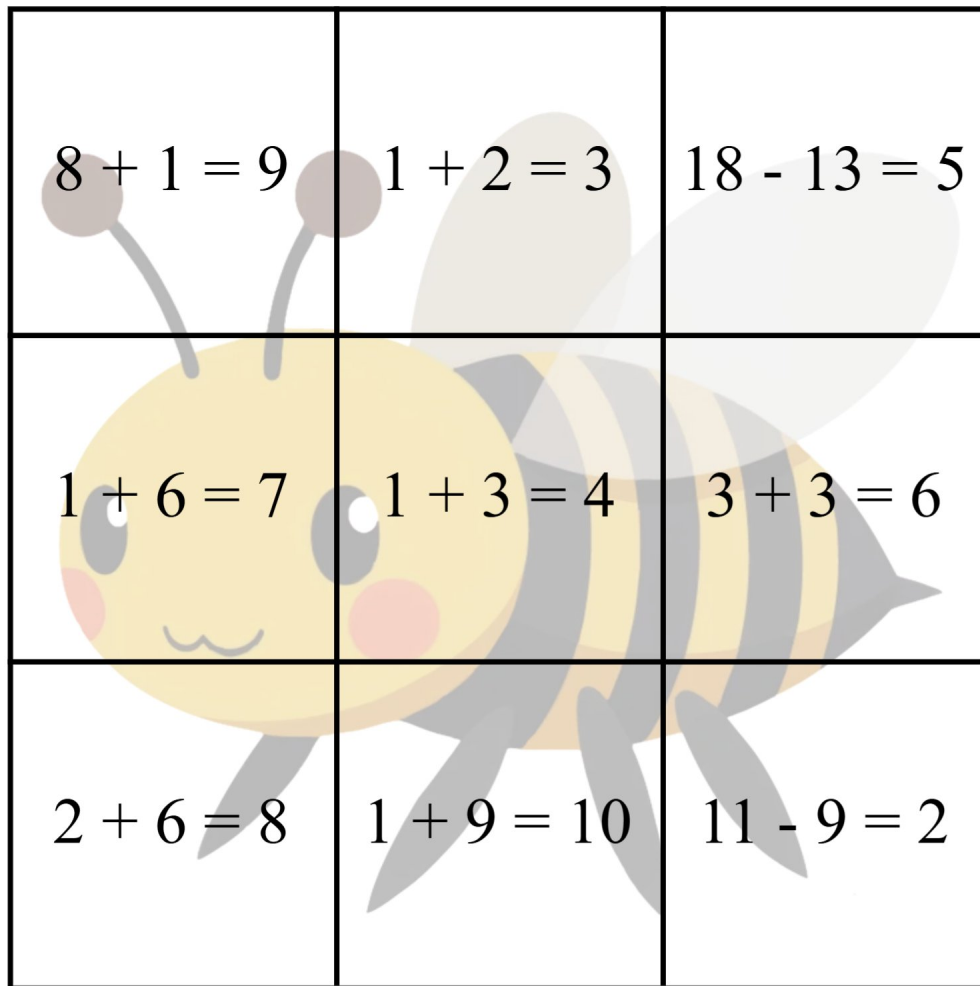 8 + 1 = 9
1 + 2 = 3
18 - 13 = 5
1 + 6 = 7
1 + 3 = 4
3 + 3 = 6
2 + 6 = 8
1 + 9 = 10
11 - 9 = 2